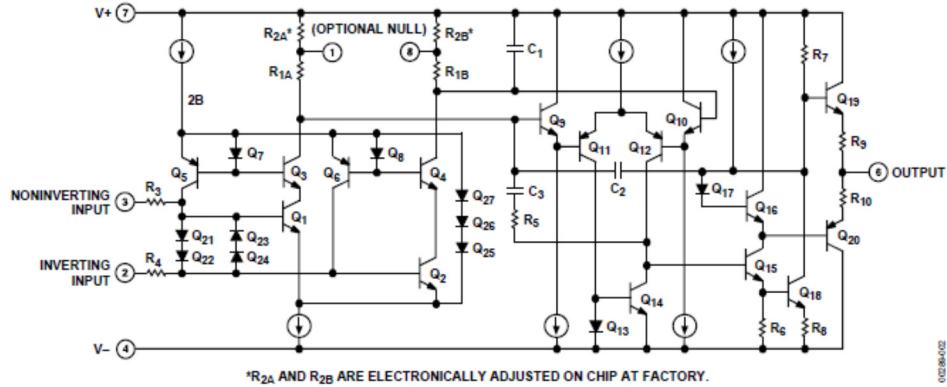 V+ 7
R2A*
(OPTIONAL NULL)
R2B*
1
8
R1A
R1B
C1
R7
2B
Q19
Q9
Q10
R9
Q11
Q12
Q5
Q7
Q3
Q6
Q8
Q4
6 OUTPUT
C2
Q17
R3
NONINVERTING
INPUT
3
Q27
C3
Q16
R10
Q1
Q26
R5
Q21
Q23
Q20
Q22
Q24
Q25
R4
INVERTING
INPUT
2
Q2
Q15
Q14
Q18
Q13
R6
R8
V− 4
*R2A AND R2B ARE ELECTRONICALLY ADJUSTED ON CHIP AT FACTORY.
00289-002